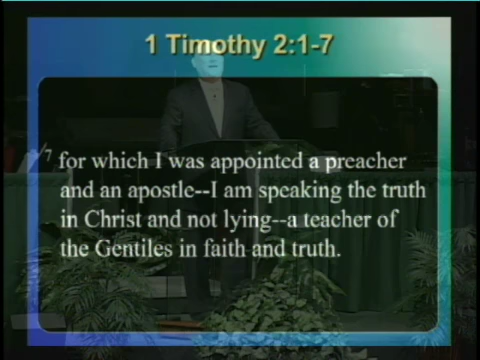 1 Timothy 2:1-7
7 for which I was appointed a preacher
and an apostle--I am speaking the truth
in Christ and not lying--a teacher of
the Gentiles in faith and truth.